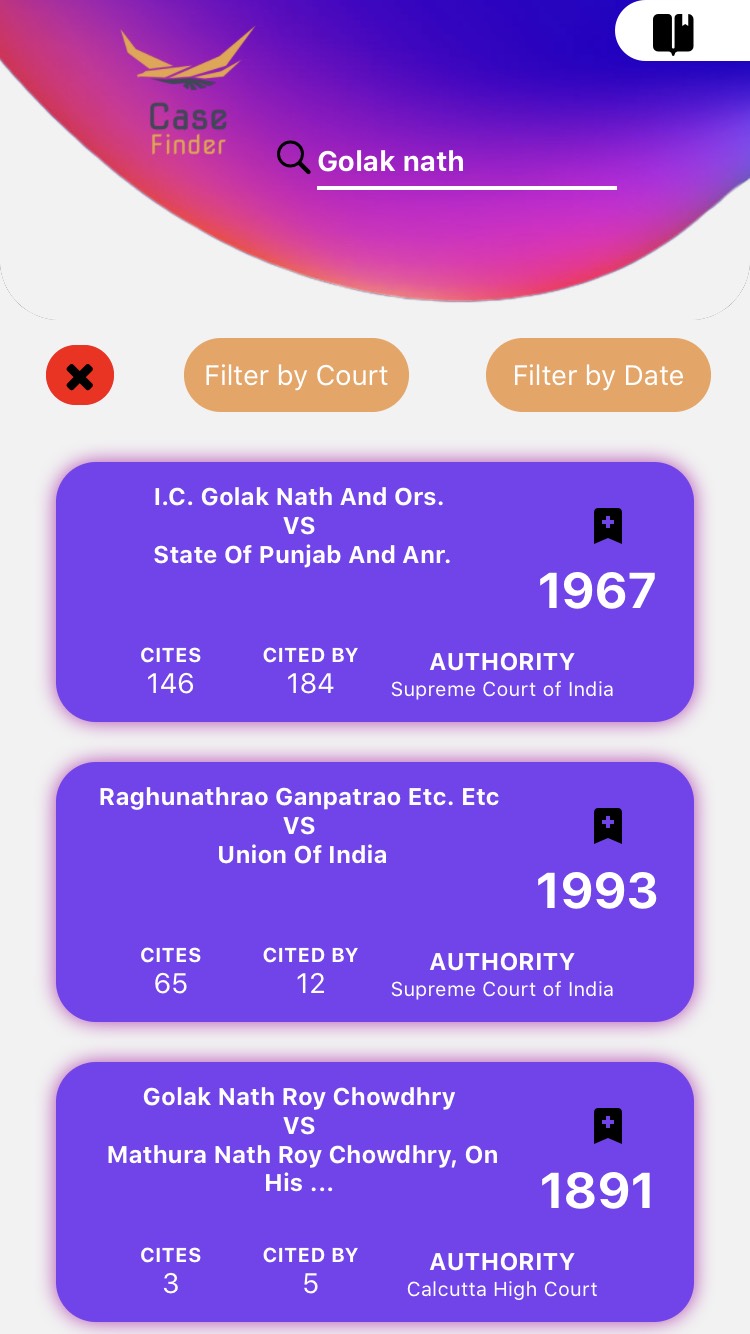 Case
Finder
Golak nath
Filter by Court
Filter by Date
I.C. Golak Nath And Ors.
VS
State Of Punjab And Anr.
1967
CITES
146
CITED BY
184
AUTHORITY
Supreme Court of India
Raghunathrao Ganpatrao Etc. Etc
VS
Union Of India
1993
CITES
65
CITED BY
12
AUTHORITY
Supreme Court of India
Golak Nath Roy Chowdhry
VS
Mathura Nath Roy Chowdhry, On
His ...
1891
CITES
3
CITED BY
5
AUTHORITY
Calcutta High Court